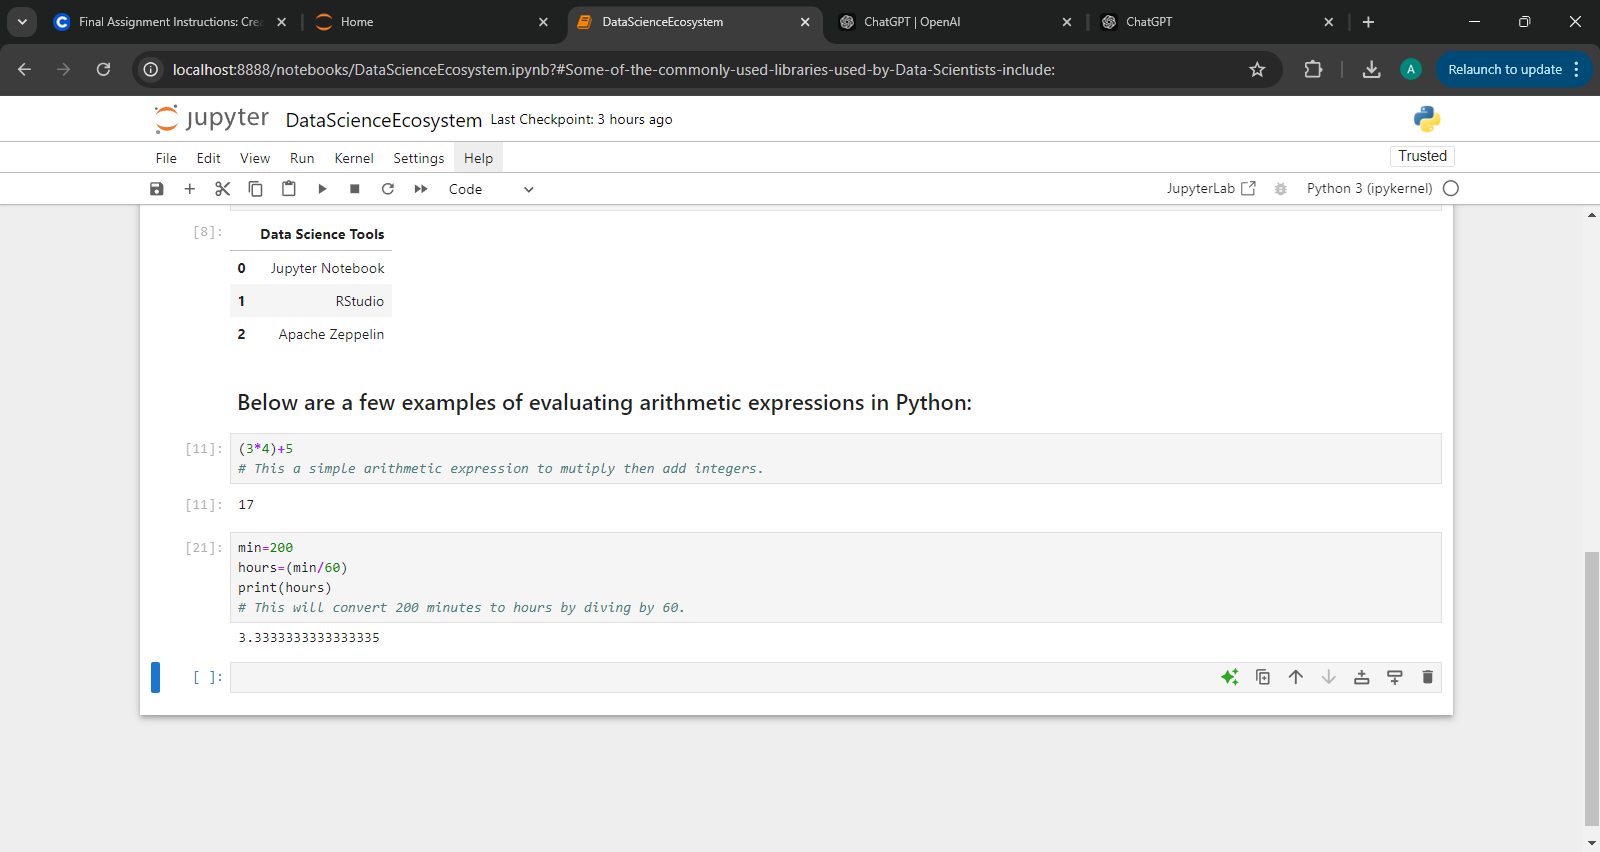 Final Assignment Instructions: Cre
Home
DataScienceEcosystem
ChatGPT | OpenAI
ChatGPT
localhost:8888/notebooks/DataScienceEcosystem.ipynb?#Some-of-the-commonly-used-libraries-used-by-Data-Scientists-include:
A
Relaunch to update
jupyter DataScienceEcosystem Last Checkpoint: 3 hours ago
File Edit View Run Kernel Settings Help
Trusted
Code
JupyterLab
Python 3 (ipykernel)
[8]:
Data Science Tools
0 Jupyter Notebook
1 RStudio
2 Apache Zeppelin
Below are a few examples of evaluating arithmetic expressions in Python:
[11]: (3*4)+5
# This a simple arithmetic expression to mutiply then add integers.
[11]: 17
[21]: min=200
hours=(min/60)
print(hours)
# This will convert 200 minutes to hours by diving by 60.
3.3333333333333335
[ ]: